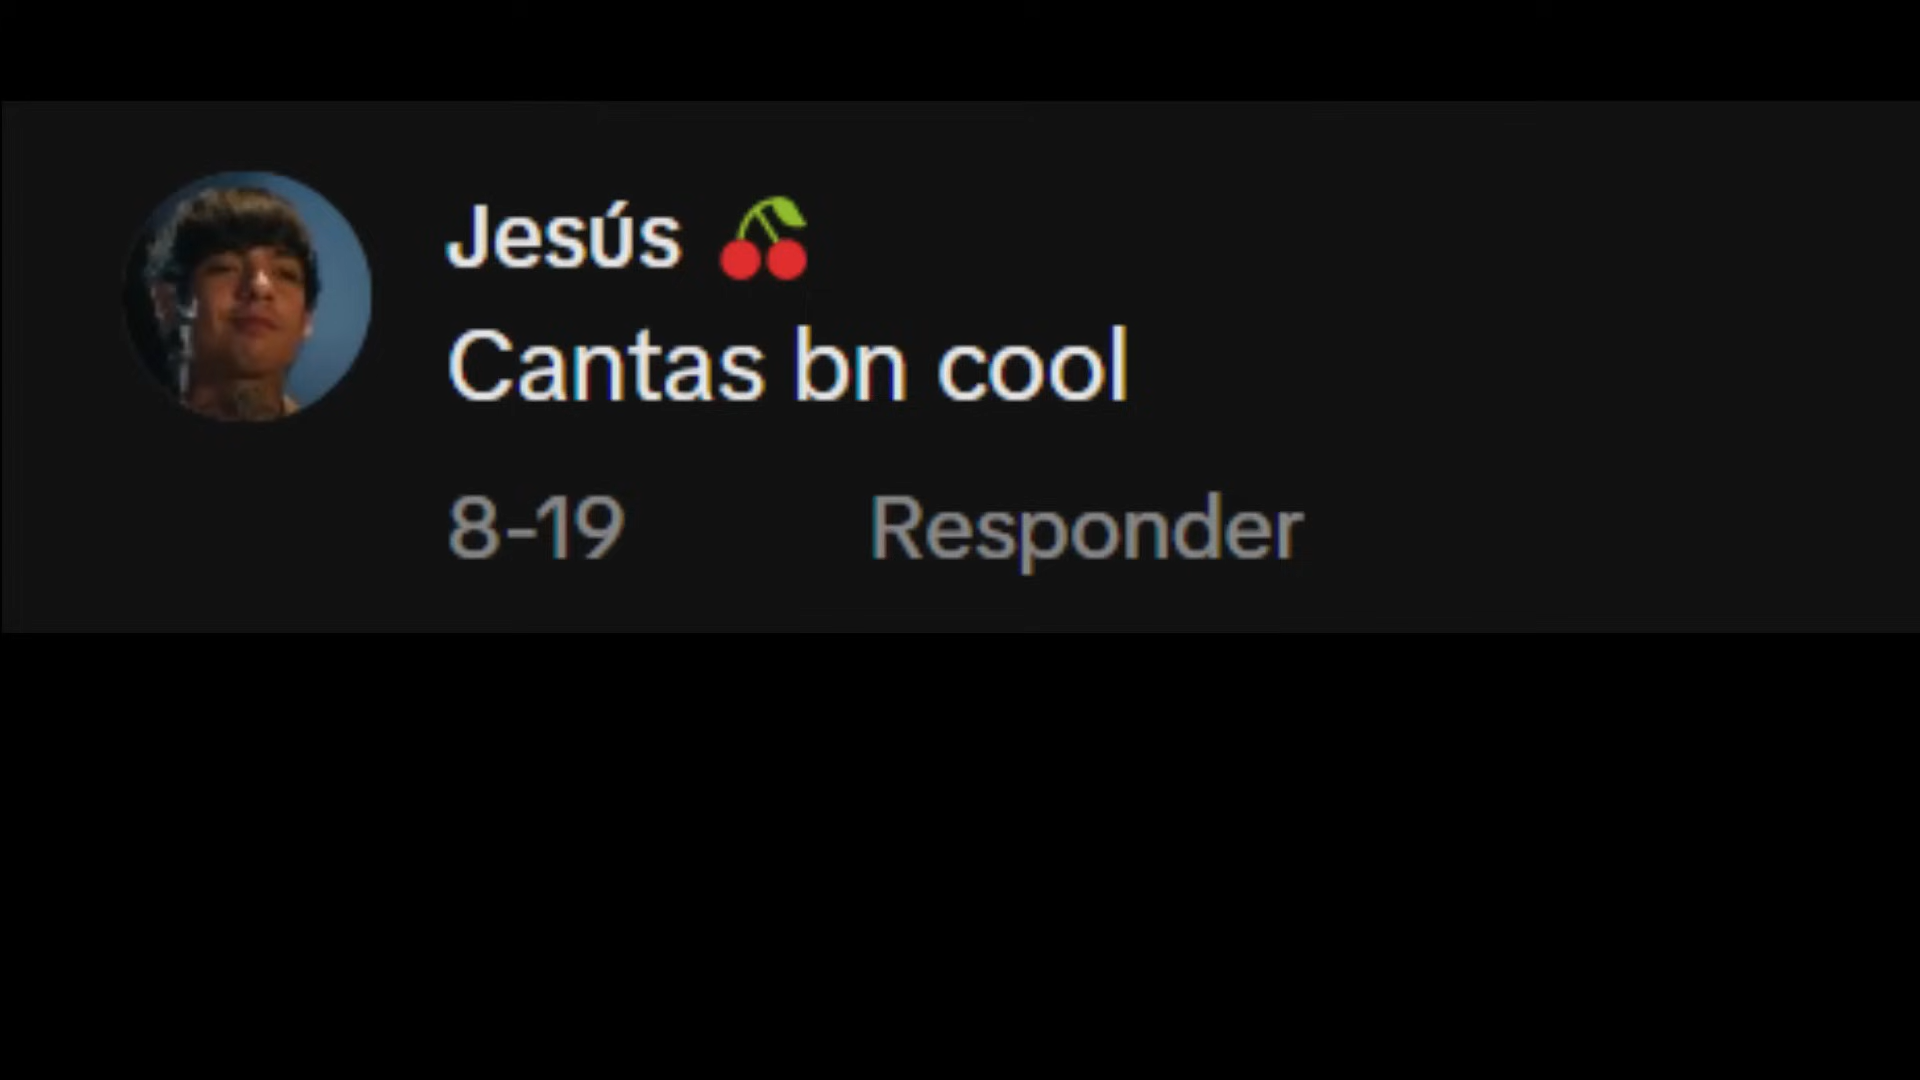 Jesús 🍒
Cantas bn cool
8-19 Responder